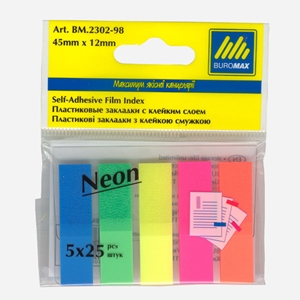 Art. BM.2302-98
45mm x 12mm
BUROMAX
Максимум якісної канцелярії
Self-Adhesive Film Index
Пластиковые закладки с клейким слоем
Пластикові закладки з клейкою смужкою
Neon
5x25 pcs
штук